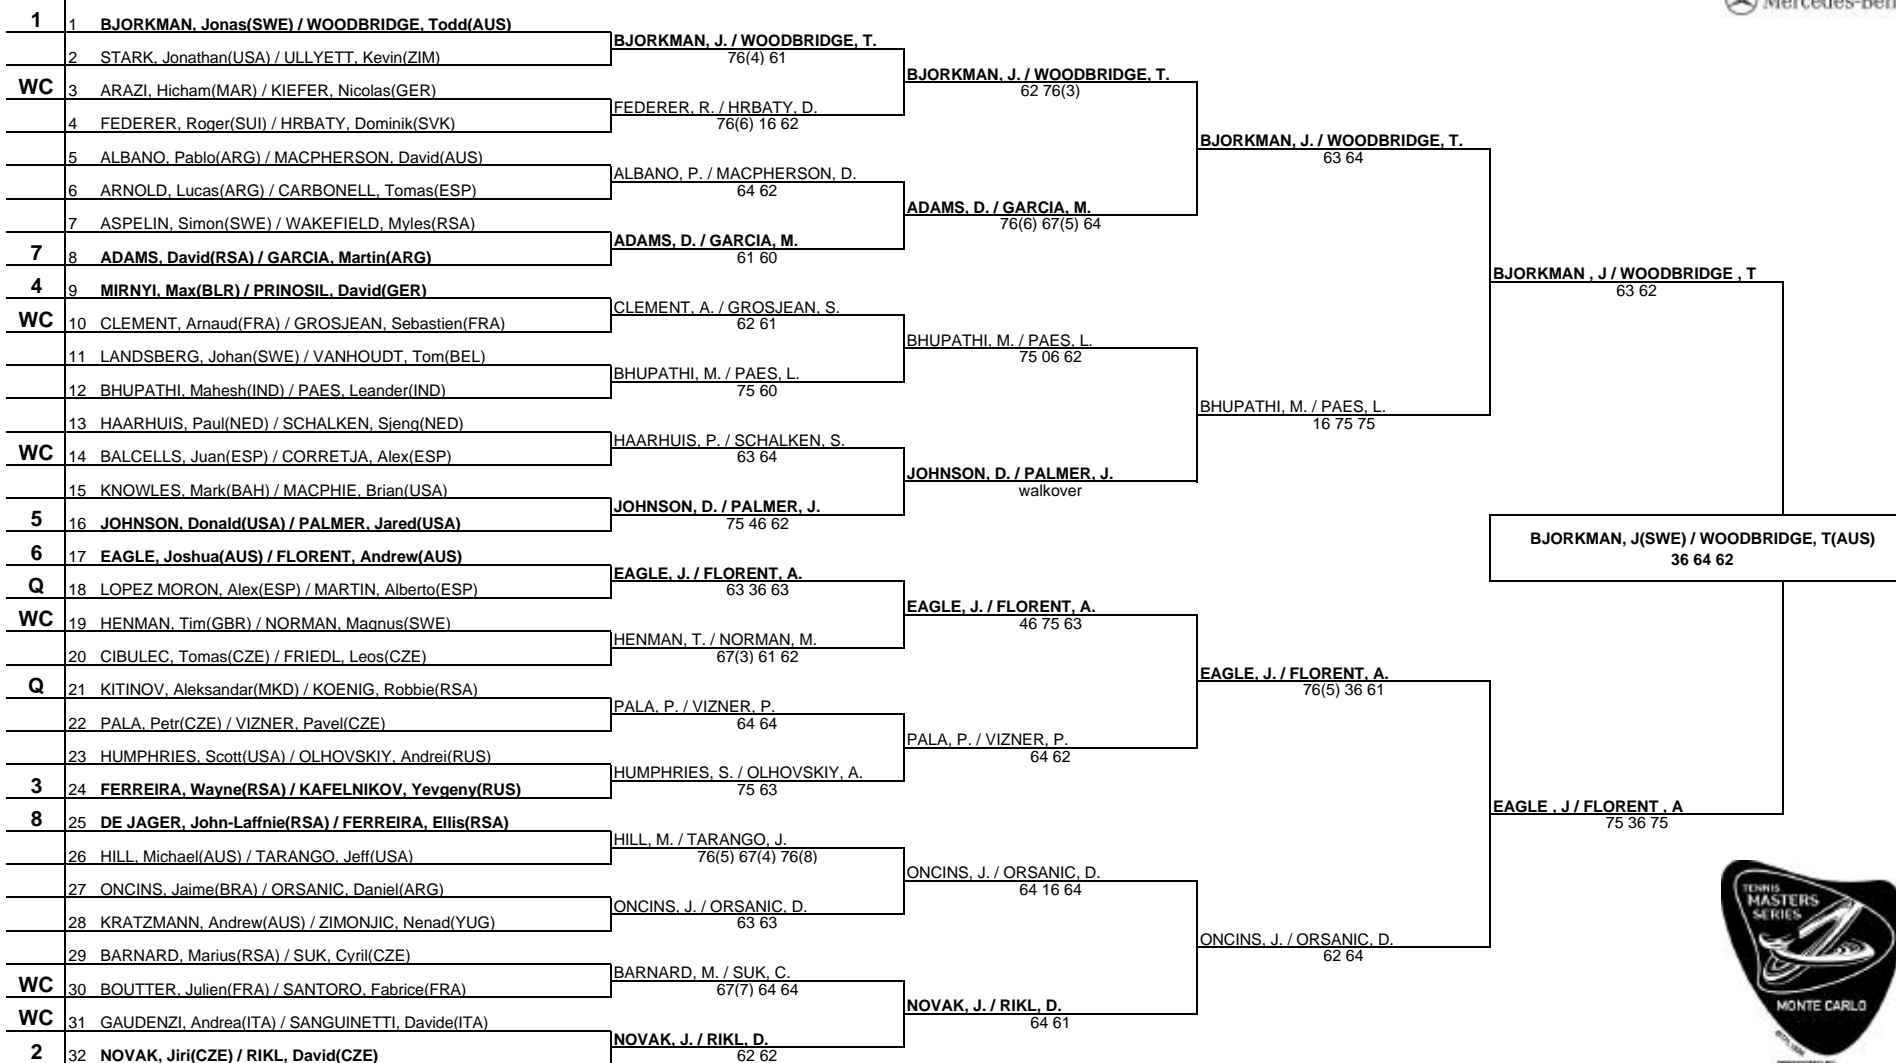 Mercedes-Benz
1 1 BJORKMAN, Jonas(SWE) / WOODBRIDGE, Todd(AUS)
BJORKMAN, J. / WOODBRIDGE, T.
2 STARK, Jonathan(USA) / ULLYETT, Kevin(ZIM)
76(4) 61
BJORKMAN, J. / WOODBRIDGE, T.
WC 3 ARAZI, Hicham(MAR) / KIEFER, Nicolas(GER)
62 76(3)
FEDERER, R. / HRBATY, D.
4 FEDERER, Roger(SUI) / HRBATY, Dominik(SVK)
76(6) 16 62
BJORKMAN, J. / WOODBRIDGE, T.
5 ALBANO, Pablo(ARG) / MACPHERSON, David(AUS)
63 64
ALBANO, P. / MACPHERSON, D.
6 ARNOLD, Lucas(ARG) / CARBONELL, Tomas(ESP)
64 62
ADAMS, D. / GARCIA, M.
7 ASPELIN, Simon(SWE) / WAKEFIELD, Myles(RSA)
76(6) 67(5) 64
ADAMS, D. / GARCIA, M.
7 8 ADAMS, David(RSA) / GARCIA, Martin(ARG)
61 60
BJORKMAN , J / WOODBRIDGE , T
4 9 MIRNYI, Max(BLR) / PRINOSIL, David(GER)
63 62
CLEMENT, A. / GROSJEAN, S.
WC 10 CLEMENT, Arnaud(FRA) / GROSJEAN, Sebastien(FRA)
62 61
BHUPATHI, M. / PAES, L.
11 LANDSBERG, Johan(SWE) / VANHOUDT, Tom(BEL)
75 06 62
BHUPATHI, M. / PAES, L.
12 BHUPATHI, Mahesh(IND) / PAES, Leander(IND)
75 60
BHUPATHI, M. / PAES, L.
13 HAARHUIS, Paul(NED) / SCHALKEN, Sjeng(NED)
16 75 75
HAARHUIS, P. / SCHALKEN, S.
WC 14 BALCELLS, Juan(ESP) / CORRETJA, Alex(ESP)
63 64
JOHNSON, D. / PALMER, J.
15 KNOWLES, Mark(BAH) / MACPHIE, Brian(USA)
walkover
JOHNSON, D. / PALMER, J.
5 16 JOHNSON, Donald(USA) / PALMER, Jared(USA)
75 46 62
BJORKMAN, J(SWE) / WOODBRIDGE, T(AUS)
36 64 62
6 17 EAGLE, Joshua(AUS) / FLORENT, Andrew(AUS)
EAGLE, J. / FLORENT, A.
Q 18 LOPEZ MORON, Alex(ESP) / MARTIN, Alberto(ESP)
63 36 63
EAGLE, J. / FLORENT, A.
WC 19 HENMAN, Tim(GBR) / NORMAN, Magnus(SWE)
46 75 63
HENMAN, T. / NORMAN, M.
20 CIBULEC, Tomas(CZE) / FRIEDL, Leos(CZE)
67(3) 61 62
EAGLE, J. / FLORENT, A.
Q 21 KITINOV, Aleksandar(MKD) / KOENIG, Robbie(RSA)
76(5) 36 61
PALA, P. / VIZNER, P.
22 PALA, Petr(CZE) / VIZNER, Pavel(CZE)
64 64
PALA, P. / VIZNER, P.
23 HUMPHRIES, Scott(USA) / OLHOVSKIY, Andrei(RUS)
64 62
HUMPHRIES, S. / OLHOVSKIY, A.
3 24 FERREIRA, Wayne(RSA) / KAFELNIKOV, Yevgeny(RUS)
75 63
EAGLE , J / FLORENT , A
8 25 DE JAGER, John-Laffnie(RSA) / FERREIRA, Ellis(RSA)
75 36 75
HILL, M. / TARANGO, J.
26 HILL, Michael(AUS) / TARANGO, Jeff(USA)
76(5) 67(4) 76(8)
ONCINS, J. / ORSANIC, D.
27 ONCINS, Jaime(BRA) / ORSANIC, Daniel(ARG)
64 16 64
ONCINS, J. / ORSANIC, D.
28 KRATZMANN, Andrew(AUS) / ZIMONJIC, Nenad(YUG)
63 63
ONCINS, J. / ORSANIC, D.
29 BARNARD, Marius(RSA) / SUK, Cyril(CZE)
62 64
BARNARD, M. / SUK, C.
WC 30 BOUTTER, Julien(FRA) / SANTORO, Fabrice(FRA)
67(7) 64 64
NOVAK, J. / RIKL, D.
WC 31 GAUDENZI, Andrea(ITA) / SANGUINETTI, Davide(ITA)
64 61
NOVAK, J. / RIKL, D.
2 32 NOVAK, Jiri(CZE) / RIKL, David(CZE)
62 62
TENNIS
MASTERS
SERIES
MONTE CARLO